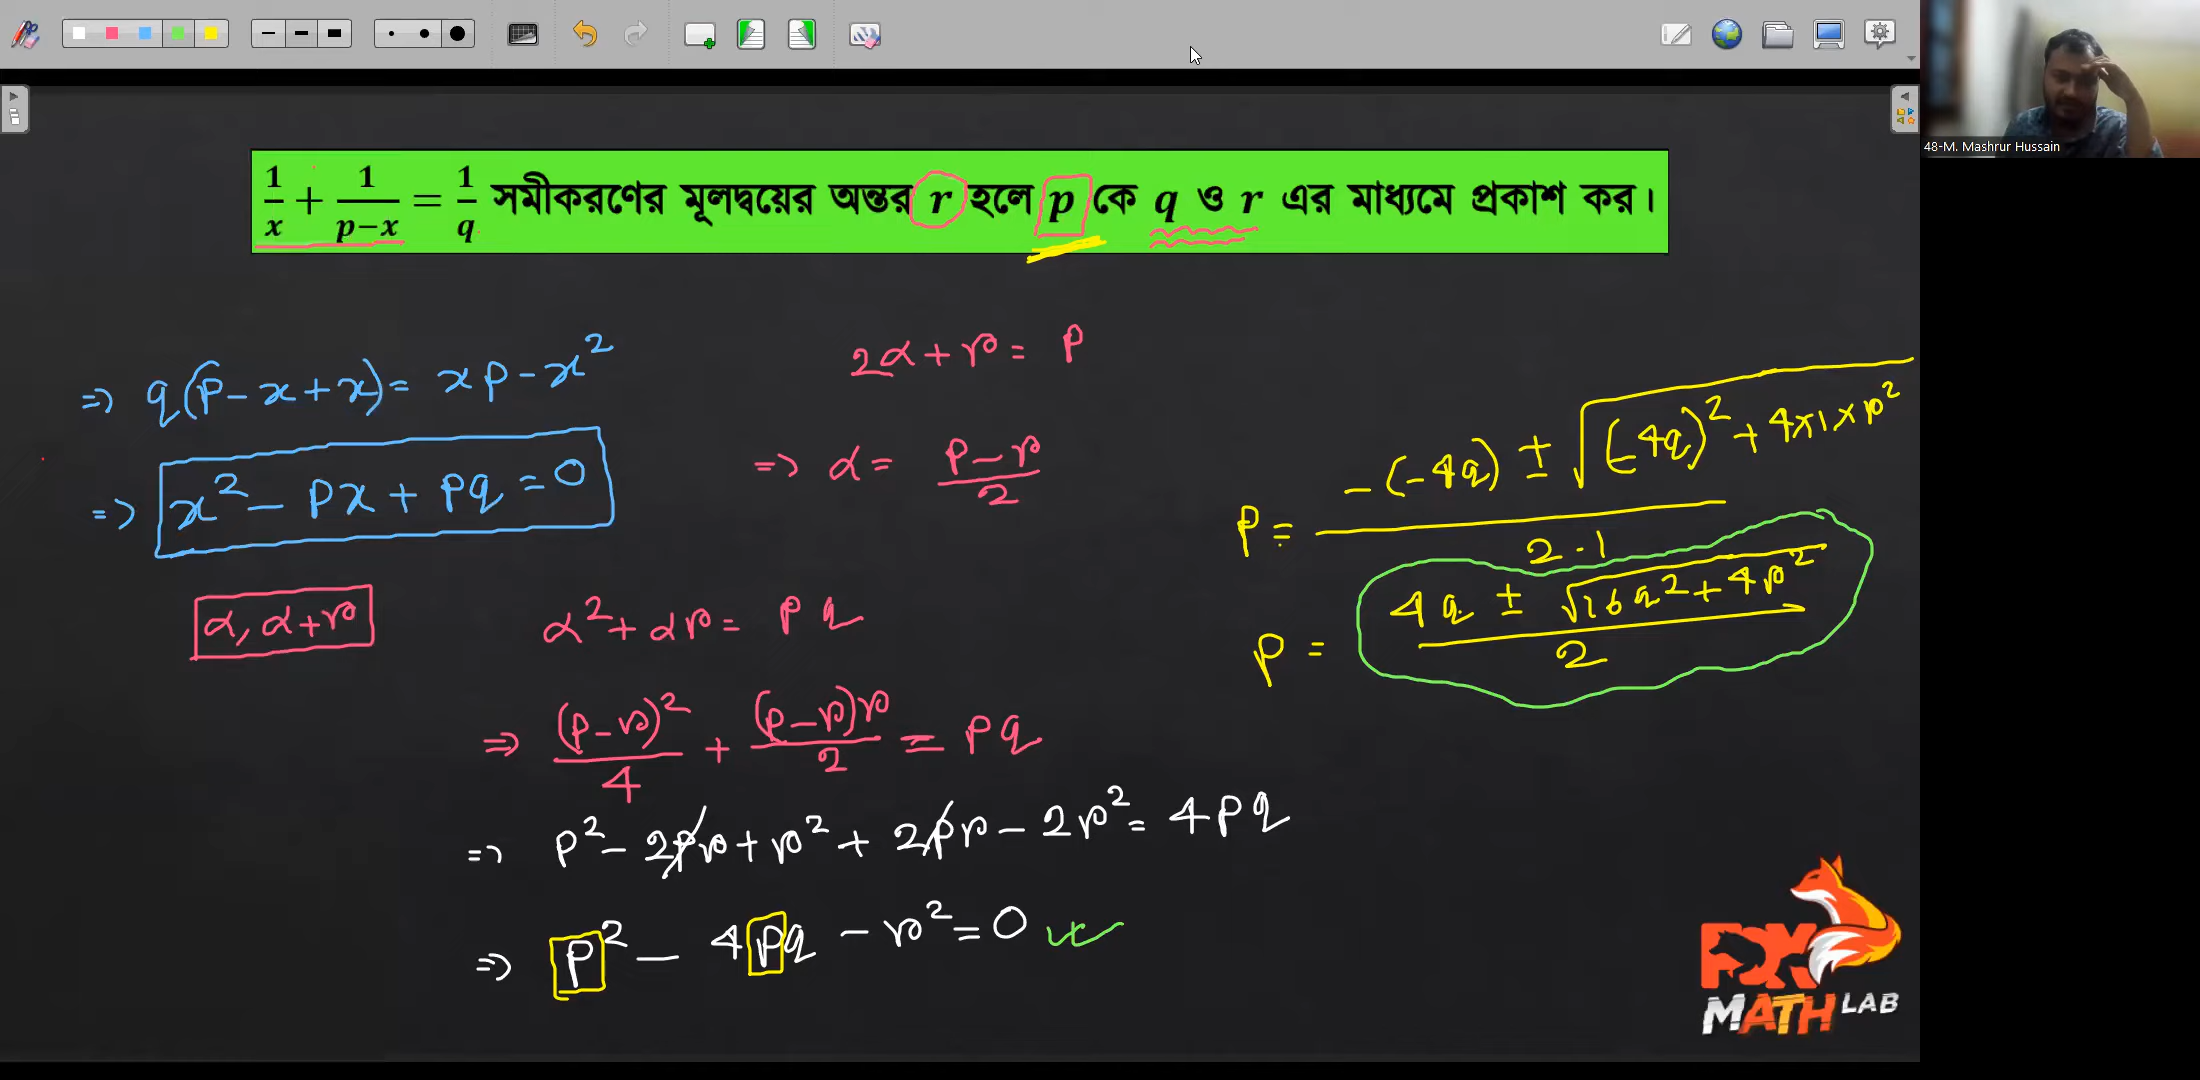 48-M. Mashrur Hussain
1/x + 1/(p−x) = 1/q সমীকরণের মূলদ্বয়ের অন্তর r হলে p কে q ও r এর মাধ্যমে প্রকাশ কর।
⇒ q(p − x + x) = xp − x²
⇒ x² − px + pq = 0
α, α+r
2α + r = p
⇒ α = (p − r)/2
α² + αr = pq
⇒ (p−r)²/4 + (p−r)r/2 = pq
⇒ p² − 2pr + r² + 2pr − 2r² = 4pq
⇒ p² − 4pq − r² = 0
p = (−(−4q) ± √((−4q)² + 4×1×r²))/(2·1)
p = (4q ± √(16q² + 4r²))/2
FOX
MATH LAB